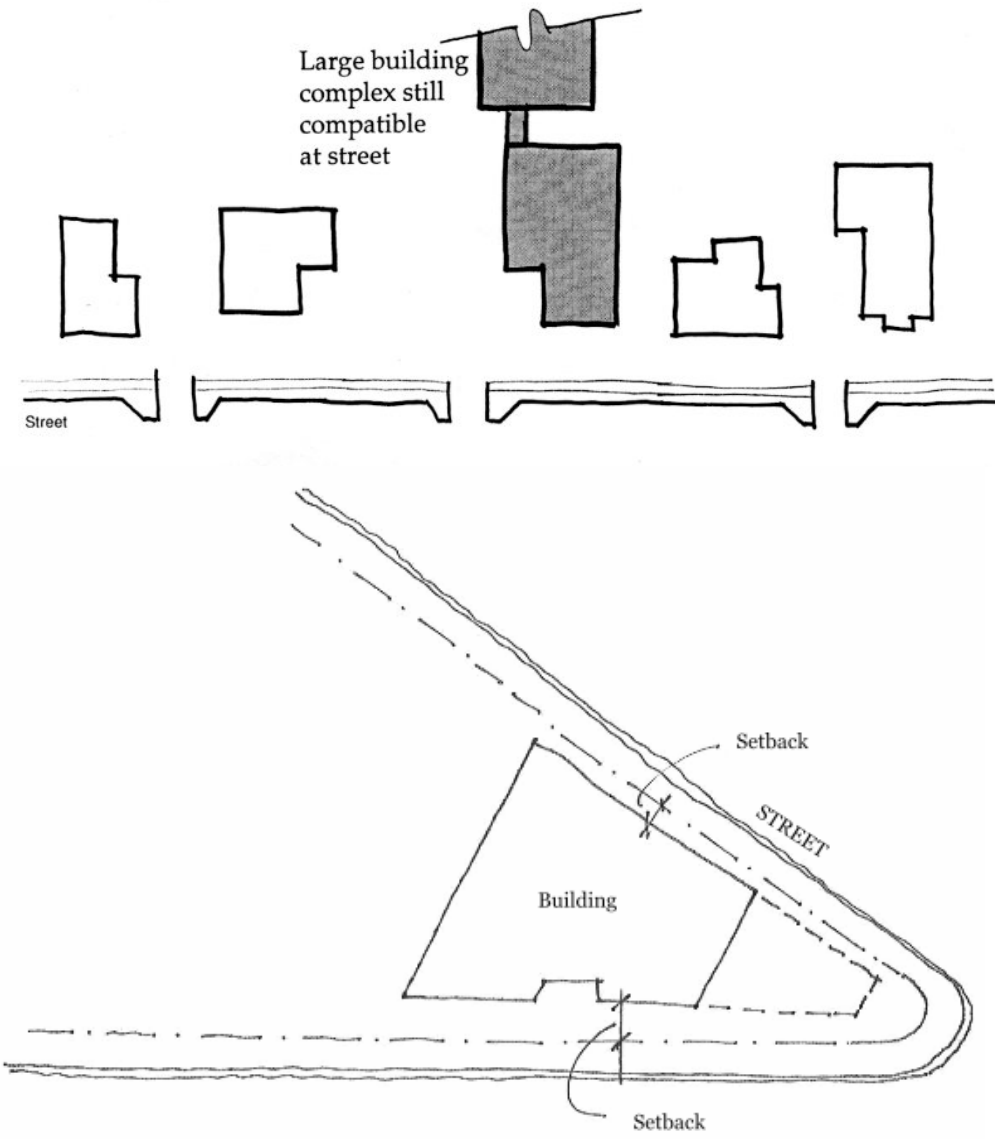 Large building
complex still
compatible
at street
Street
Setback
STREET
Building
Setback